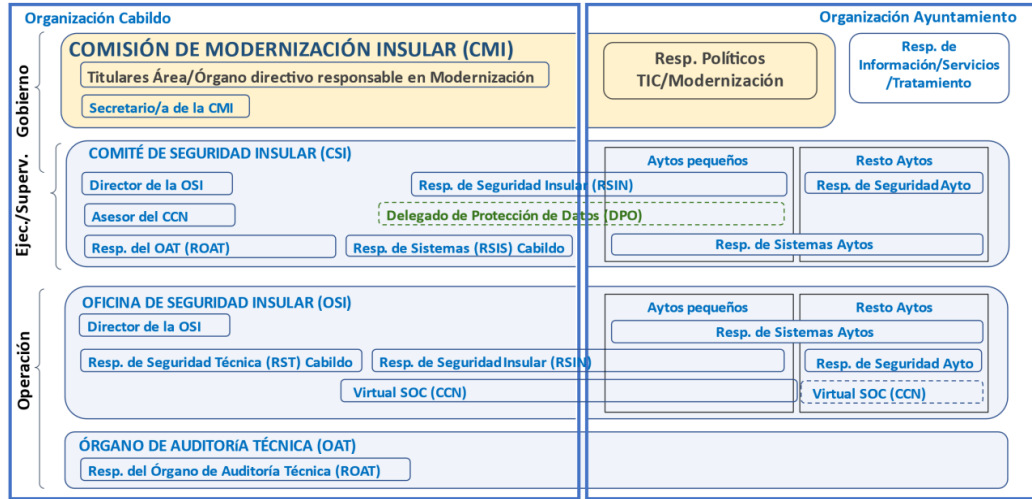 Organización Cabildo
Organización Ayuntamiento
Gobierno
COMISIÓN DE MODERNIZACIÓN INSULAR (CMI)
Titulares Área/Órgano directivo responsable en Modernización
Secretario/a de la CMI
Resp. Políticos
TIC/Modernización
Resp. de
Información/Servicios
/Tratamiento
Ejec./Superv.
COMITÉ DE SEGURIDAD INSULAR (CSI)
Aytos pequeños
Resto Aytos
Director de la OSI
Resp. de Seguridad Insular (RSIN)
Resp. de Seguridad Ayto
Asesor del CCN
Delegado de Protección de Datos (DPO)
Resp. del OAT (ROAT)
Resp. de Sistemas (RSIS) Cabildo
Resp. de Sistemas Aytos
Operación
OFICINA DE SEGURIDAD INSULAR (OSI)
Aytos pequeños
Resto Aytos
Director de la OSI
Resp. de Sistemas Aytos
Resp. de Seguridad Técnica (RST) Cabildo
Resp. de Seguridad Insular (RSIN)
Resp. de Seguridad Ayto
Virtual SOC (CCN)
Virtual SOC (CCN)
ÓRGANO DE AUDITORíA TÉCNICA (OAT)
Resp. del Órgano de Auditoría Técnica (ROAT)